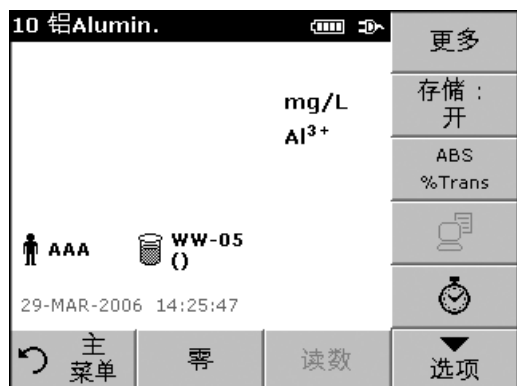 10 铝Alumin.
mg/L
Al³⁺
AAA
WW-05
()
29-MAR-2006 14:25:47
主
菜单
零
读数
更多
存储：
开
ABS
%Trans
选项